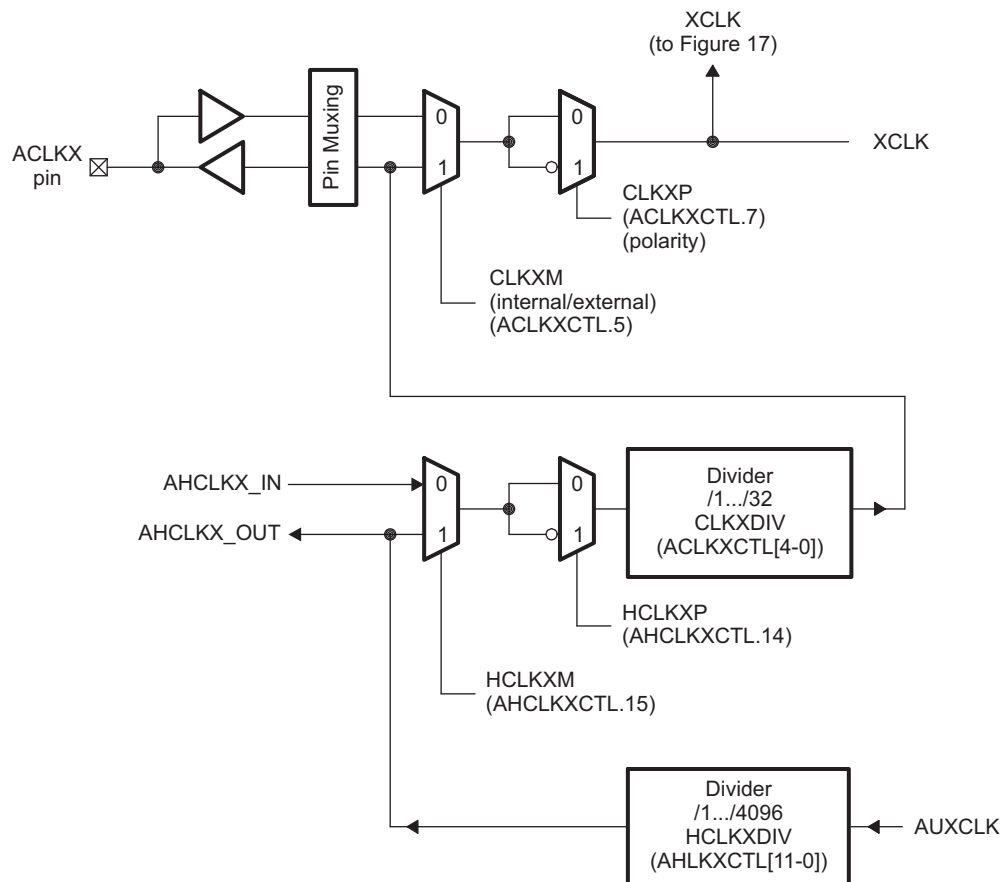 XCLK
(to Figure 17)
Pin Muxing
0
1
0
1
ACLKX
pin
XCLK
CLKXP
(ACLKXCTL.7)
(polarity)
CLKXM
(internal/external)
(ACLKXCTL.5)
AHCLKX_IN
AHCLKX_OUT
0
1
0
1
Divider
/1.../32
CLKXDIV
(ACLKXCTL[4-0])
HCLKXP
(AHCLKXCTL.14)
HCLKXM
(AHCLKXCTL.15)
Divider
/1.../4096
HCLKXDIV
(AHLKXCTL[11-0])
AUXCLK